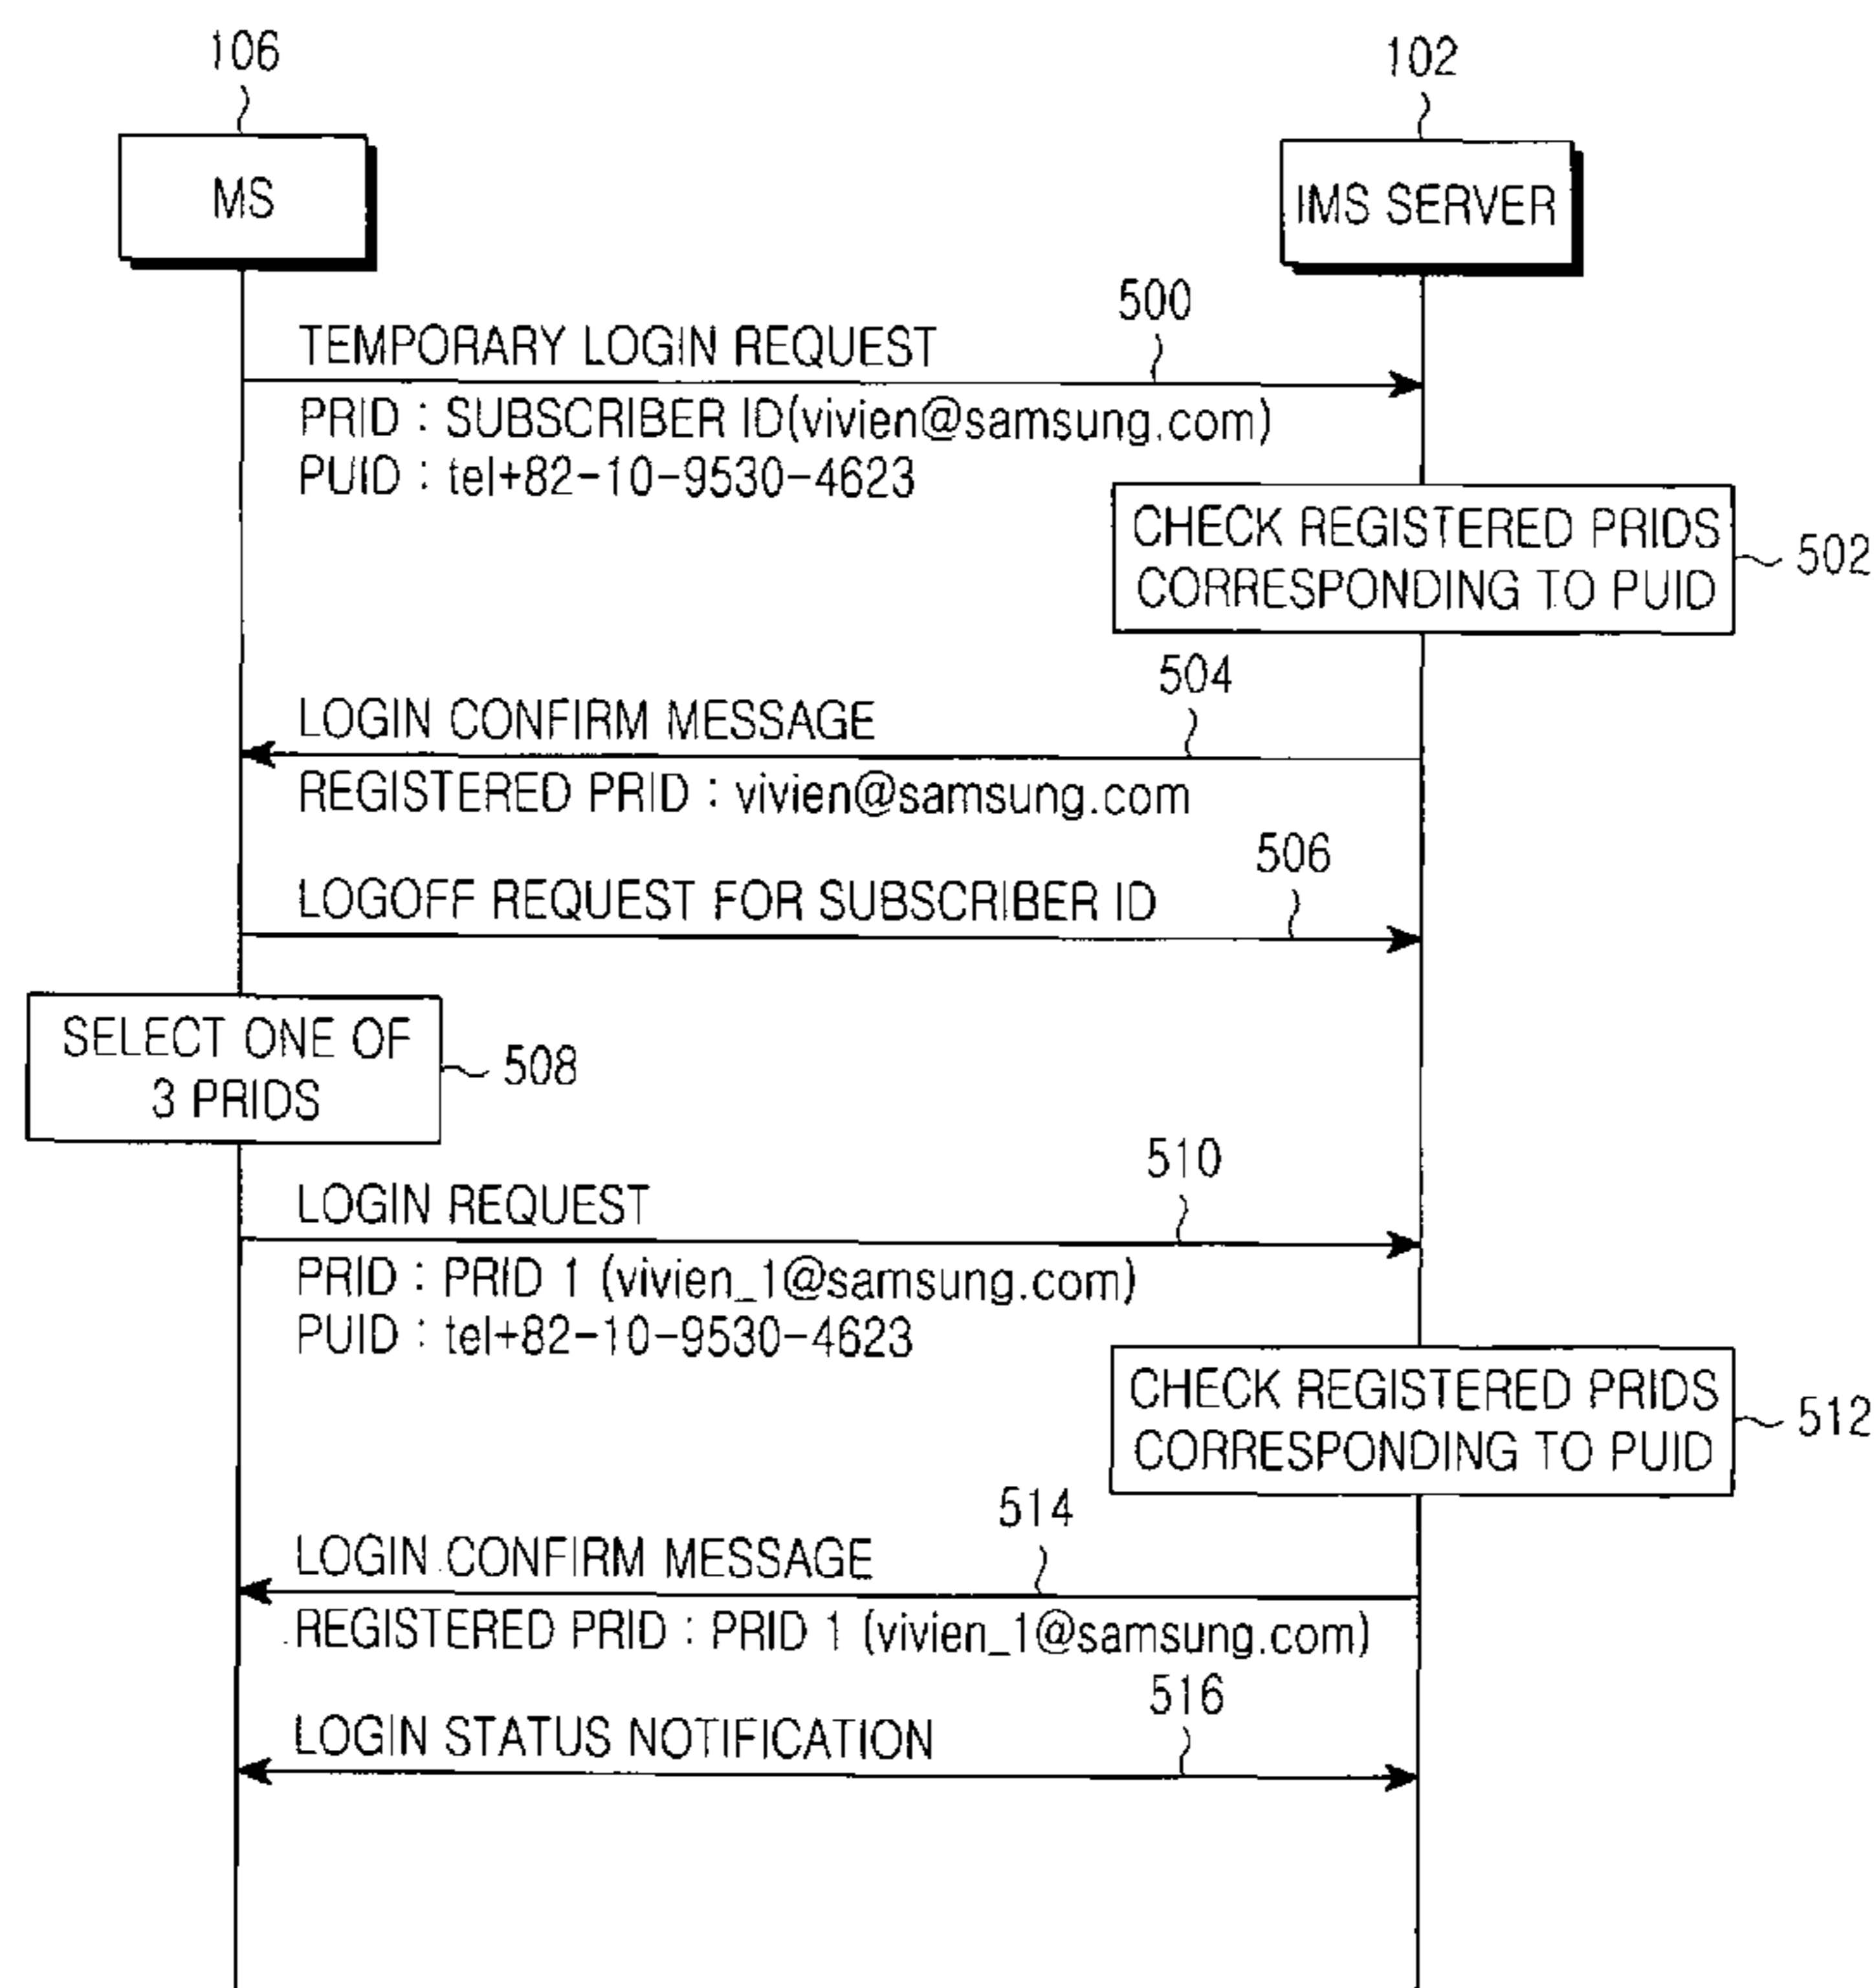 106
102
MS
IMS SERVER
500
TEMPORARY LOGIN REQUEST
PRID : SUBSCRIBER ID(vivien@samsung.com)
PUID : tel+82-10-9530-4623
CHECK REGISTERED PRIDS
CORRESPONDING TO PUID
502
504
LOGIN CONFIRM MESSAGE
REGISTERED PRID : vivien@samsung.com
506
LOGOFF REQUEST FOR SUBSCRIBER ID
SELECT ONE OF
3 PRIDS
508
510
LOGIN REQUEST
PRID : PRID 1 (vivien_1@samsung.com)
PUID : tel+82-10-9530-4623
CHECK REGISTERED PRIDS
CORRESPONDING TO PUID
512
514
LOGIN CONFIRM MESSAGE
REGISTERED PRID : PRID 1 (vivien_1@samsung.com)
516
LOGIN STATUS NOTIFICATION